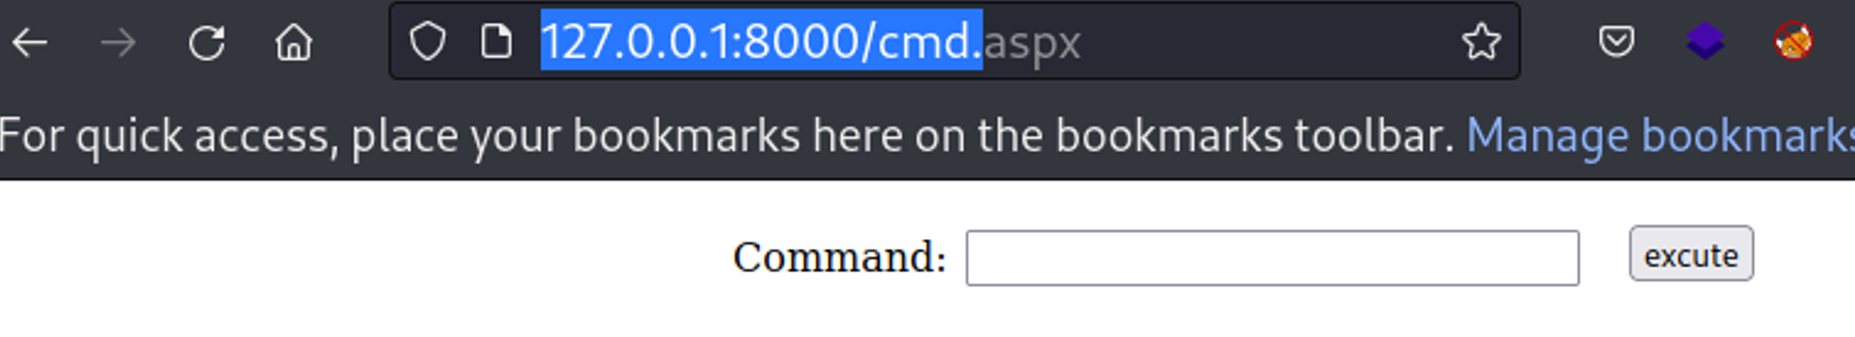 127.0.0.1:8000/cmd.aspx
For quick access, place your bookmarks here on the bookmarks toolbar. Manage bookmarks
Command: excute